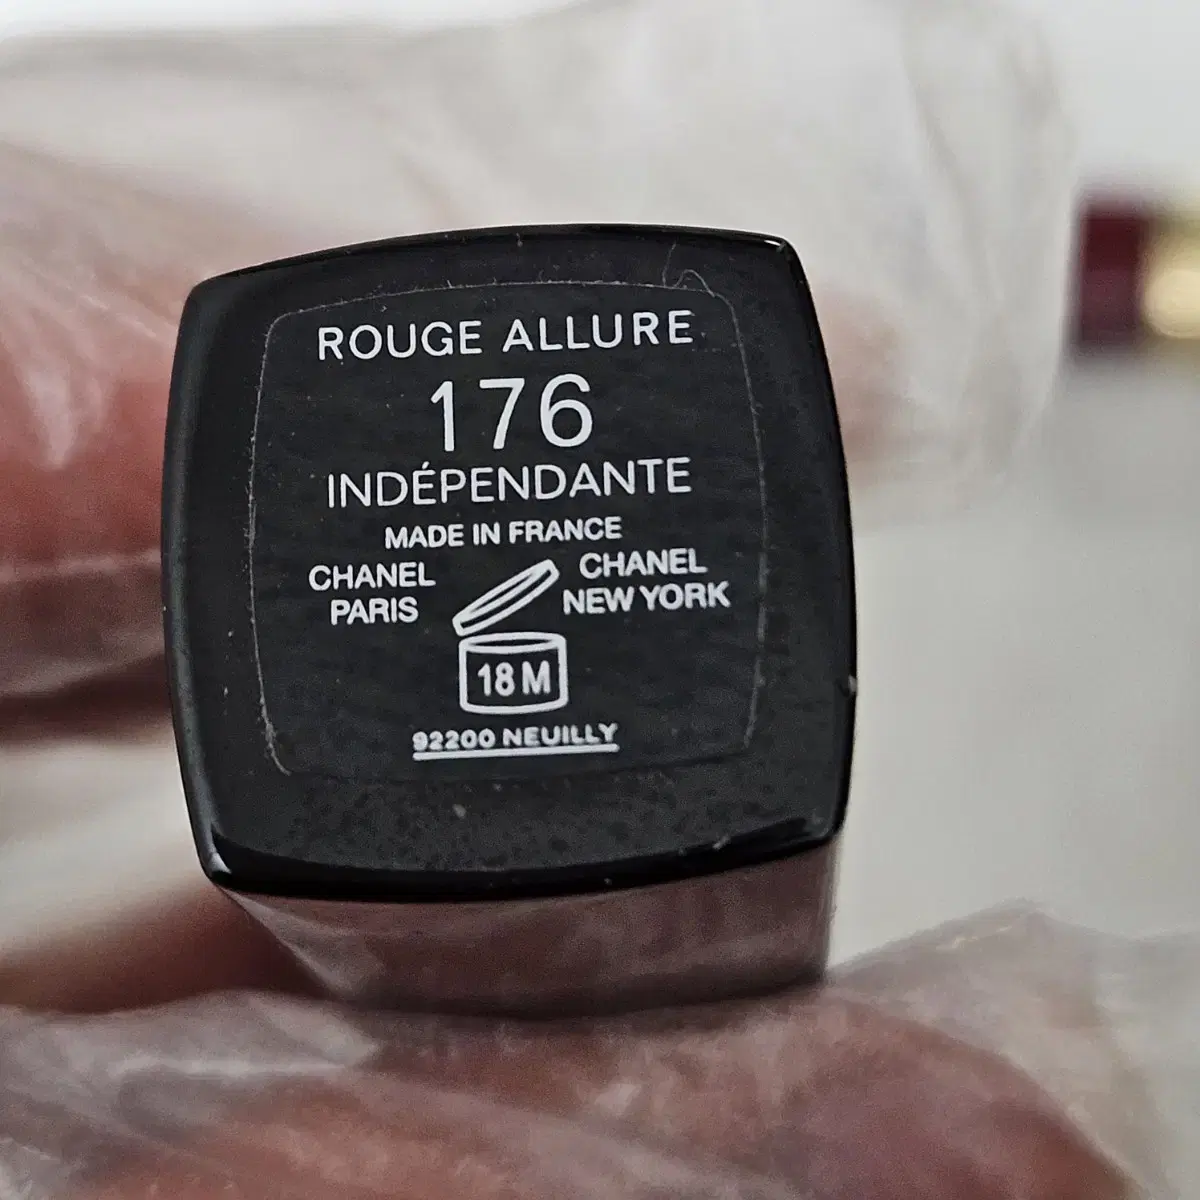 ROUGE ALLURE
176
INDÉPENDANTE
MADE IN FRANCE
CHANEL
PARIS
CHANEL
NEW YORK
18 M
92200 NEUILLY